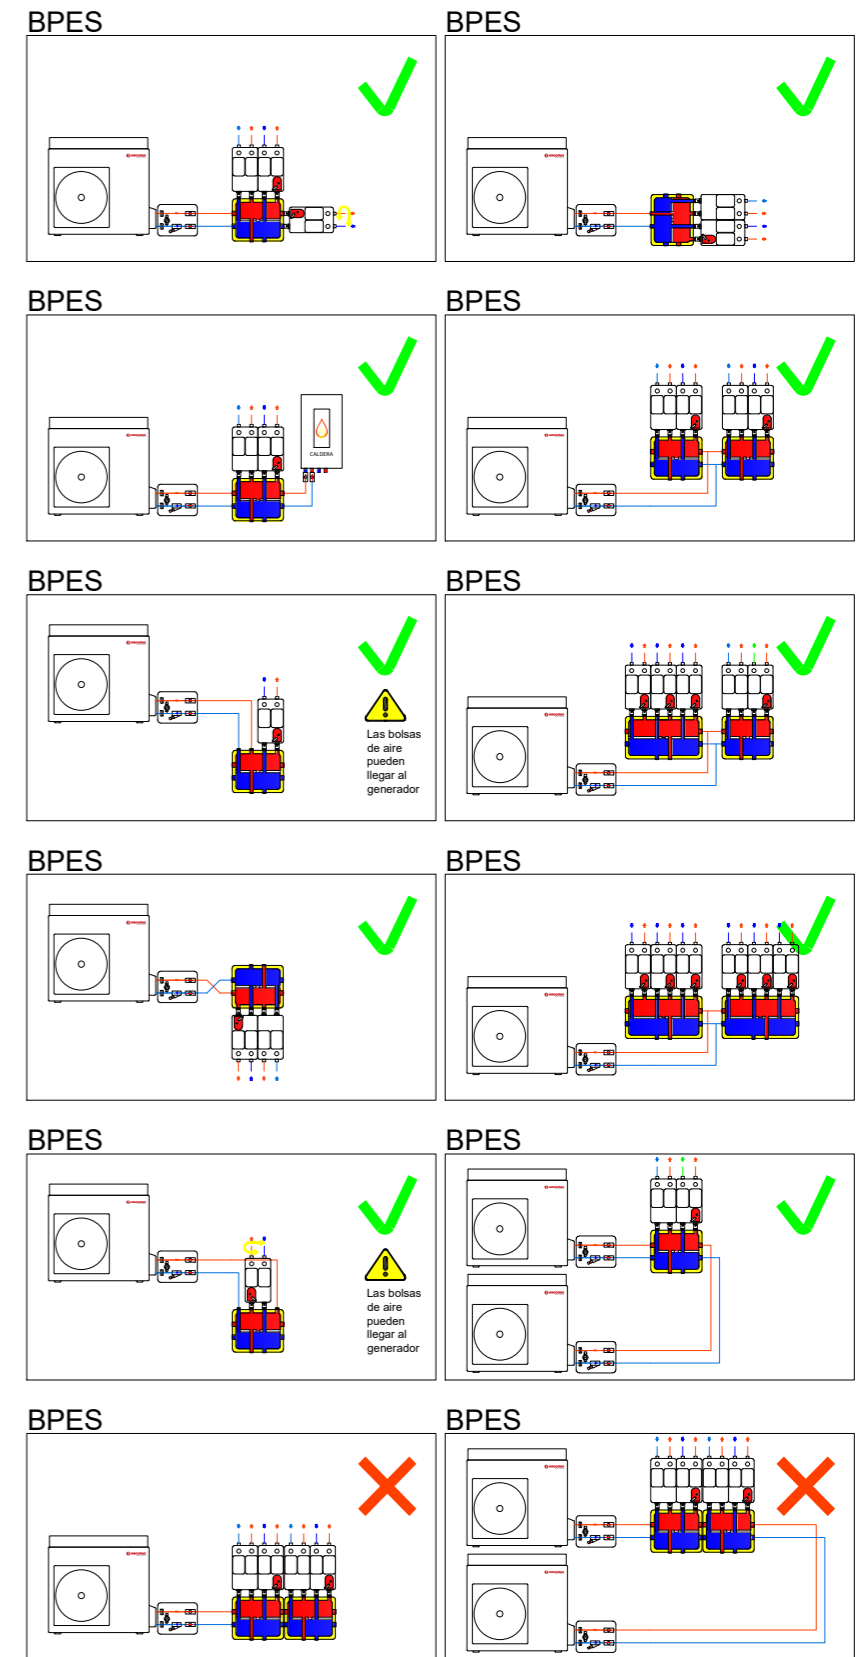 BPES
BPES
BPES
CALDERA
BPES
BPES
Las bolsas
de aire
pueden
llegar al
generador
BPES
BPES
BPES
BPES
Las bolsas
de aire
pueden
llegar al
generador
BPES
BPES
BPES